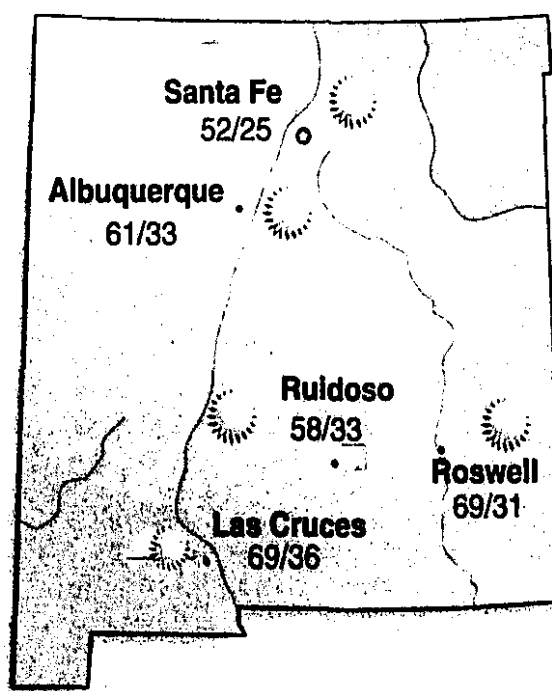 Santa Fe
52/25
Albuquerque
61/33
Ruidoso
58/33
Roswell
69/31
Las Cruces
69/36